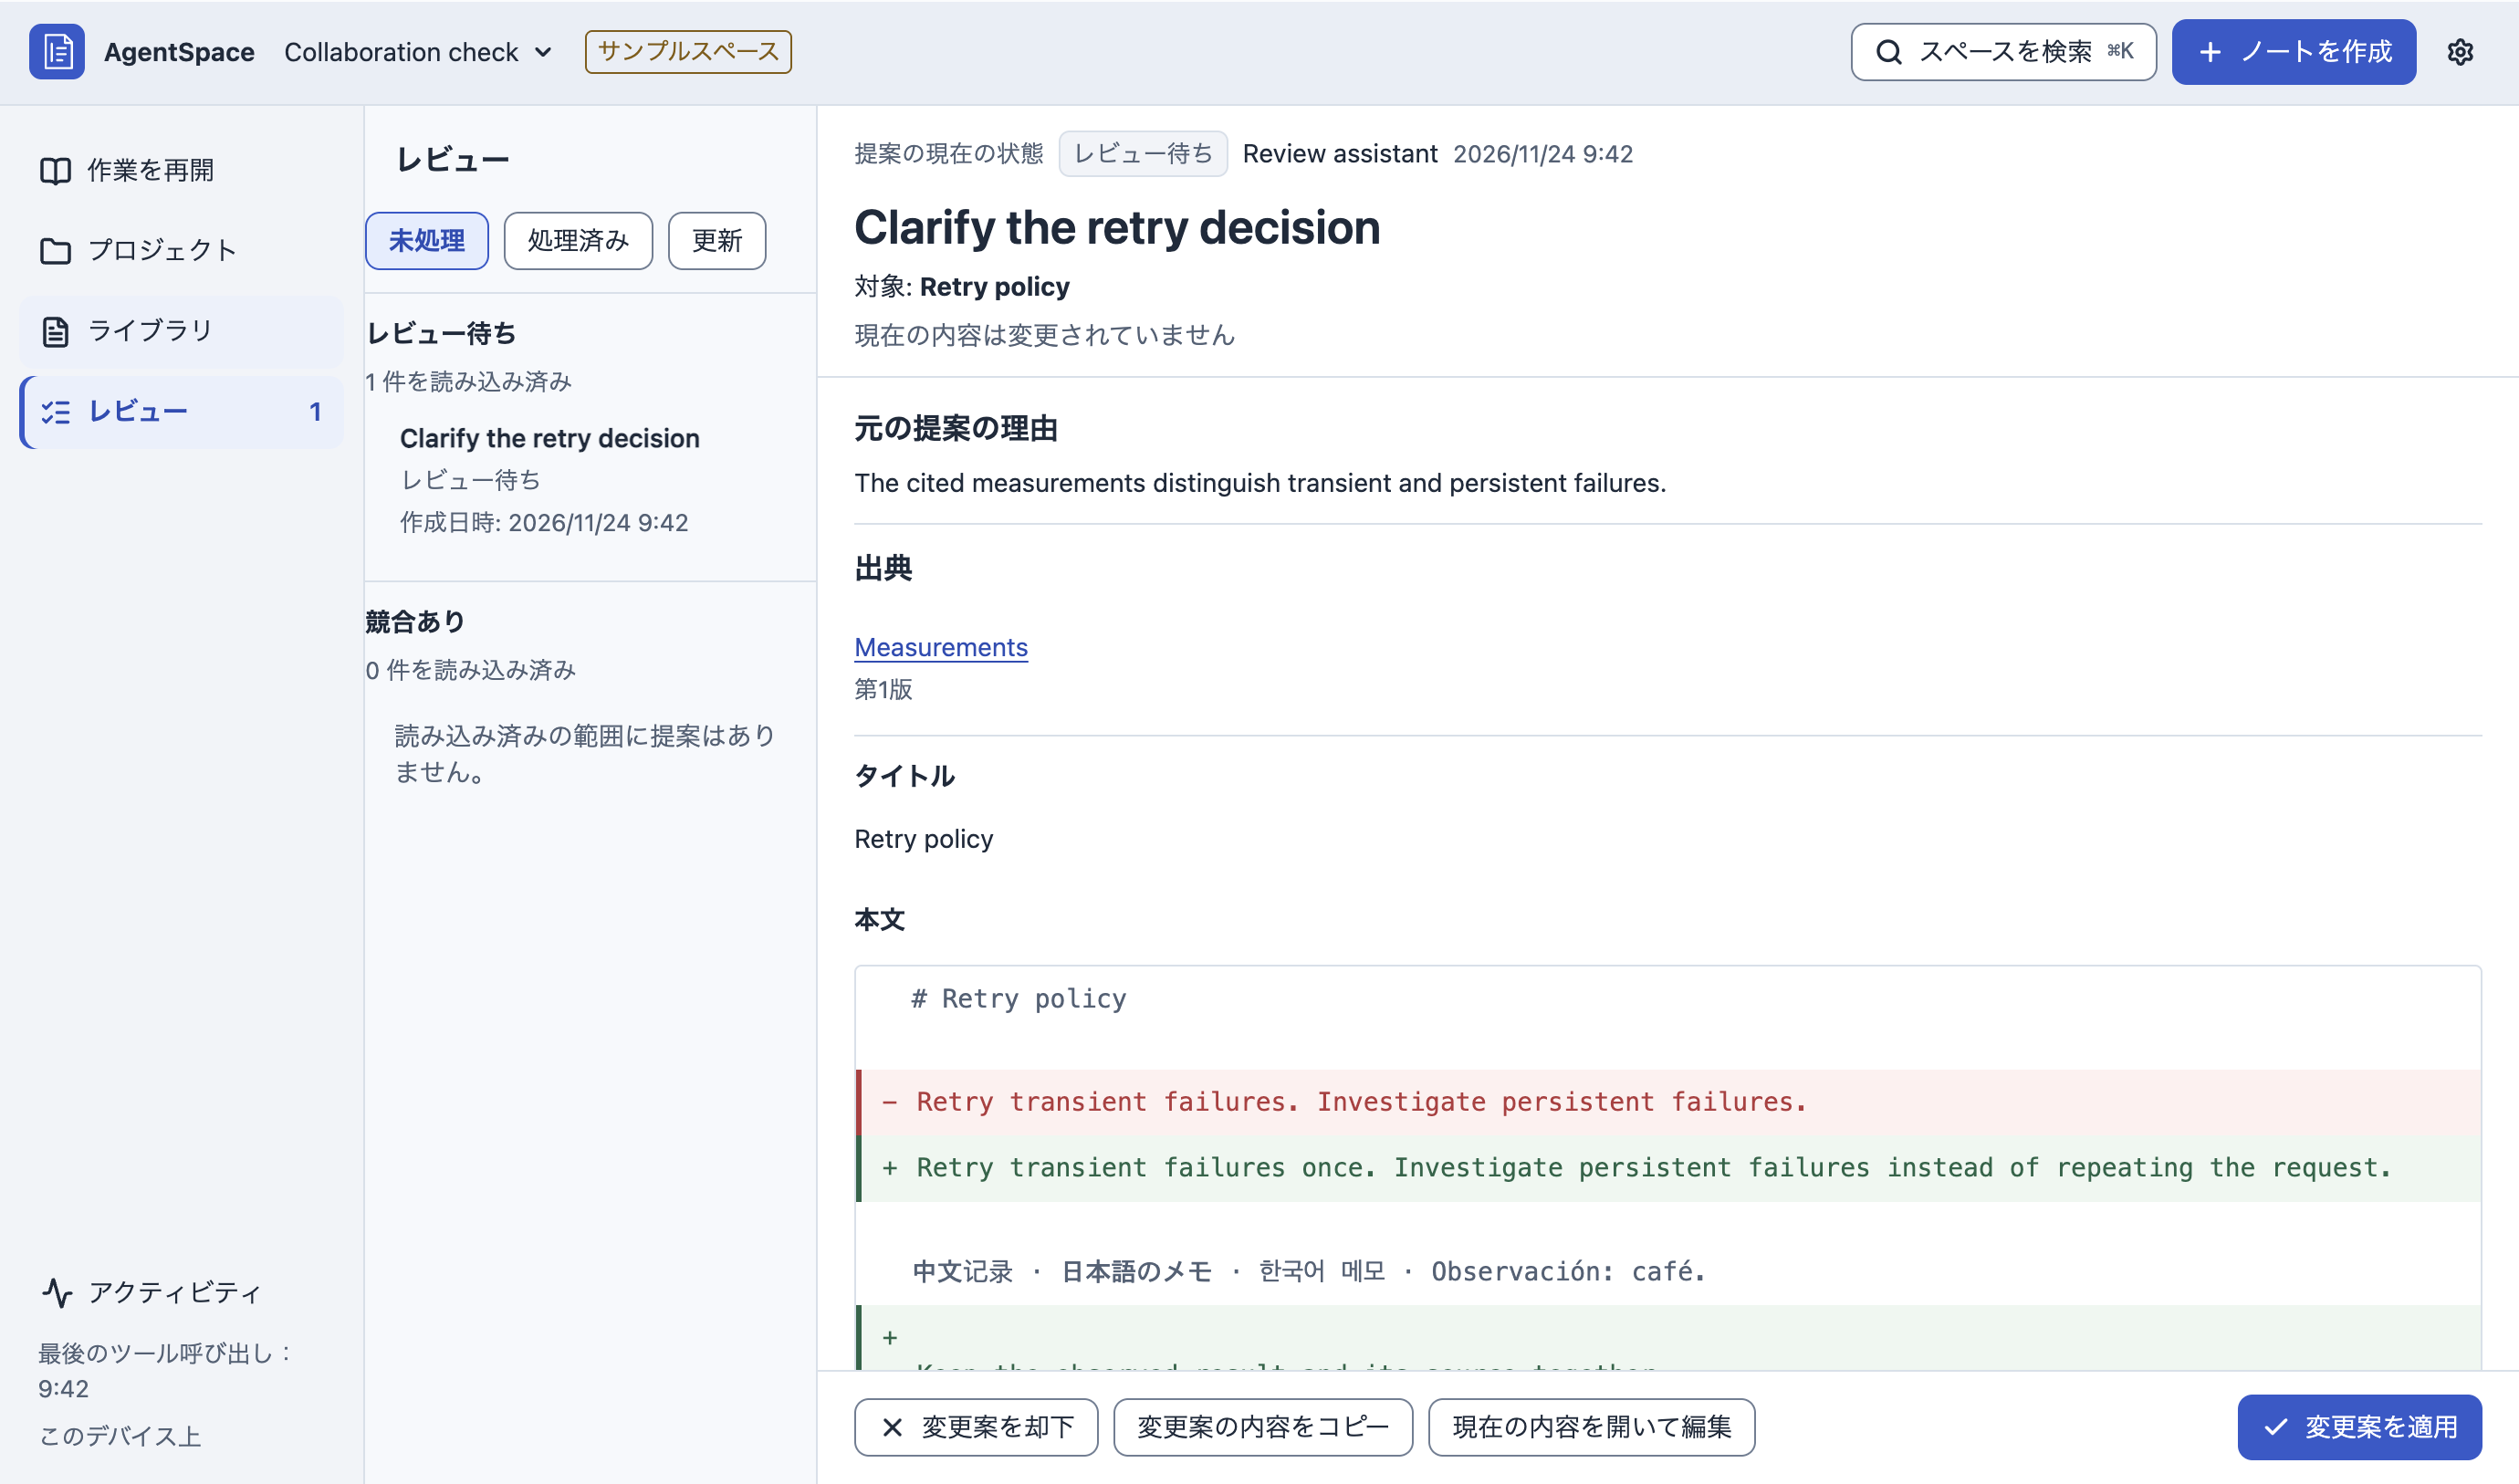 AgentSpace
Collaboration check
サンプルスペース
スペースを検索 ⌘K
+ ノートを作成
作業を再開
プロジェクト
ライブラリ
レビュー 1
アクティビティ
最後のツール呼び出し：
9:42
このデバイス上
レビュー
未処理
処理済み
更新
レビュー待ち
1 件を読み込み済み
Clarify the retry decision
レビュー待ち
作成日時: 2026/11/24 9:42
競合あり
0 件を読み込み済み
読み込み済みの範囲に提案はあり
ません。
提案の現在の状態 レビュー待ち Review assistant 2026/11/24 9:42
Clarify the retry decision
対象: Retry policy
現在の内容は変更されていません
元の提案の理由
The cited measurements distinguish transient and persistent failures.
出典
Measurements
第1版
タイトル
Retry policy
本文
# Retry policy
− Retry transient failures. Investigate persistent failures.
+ Retry transient failures once. Investigate persistent failures instead of repeating the request.
中文记录 · 日本語のメモ · 한국어 메모 · Observación: café.
+
Keep the observed result and its source together.
変更案を却下
変更案の内容をコピー
現在の内容を開いて編集
変更案を適用